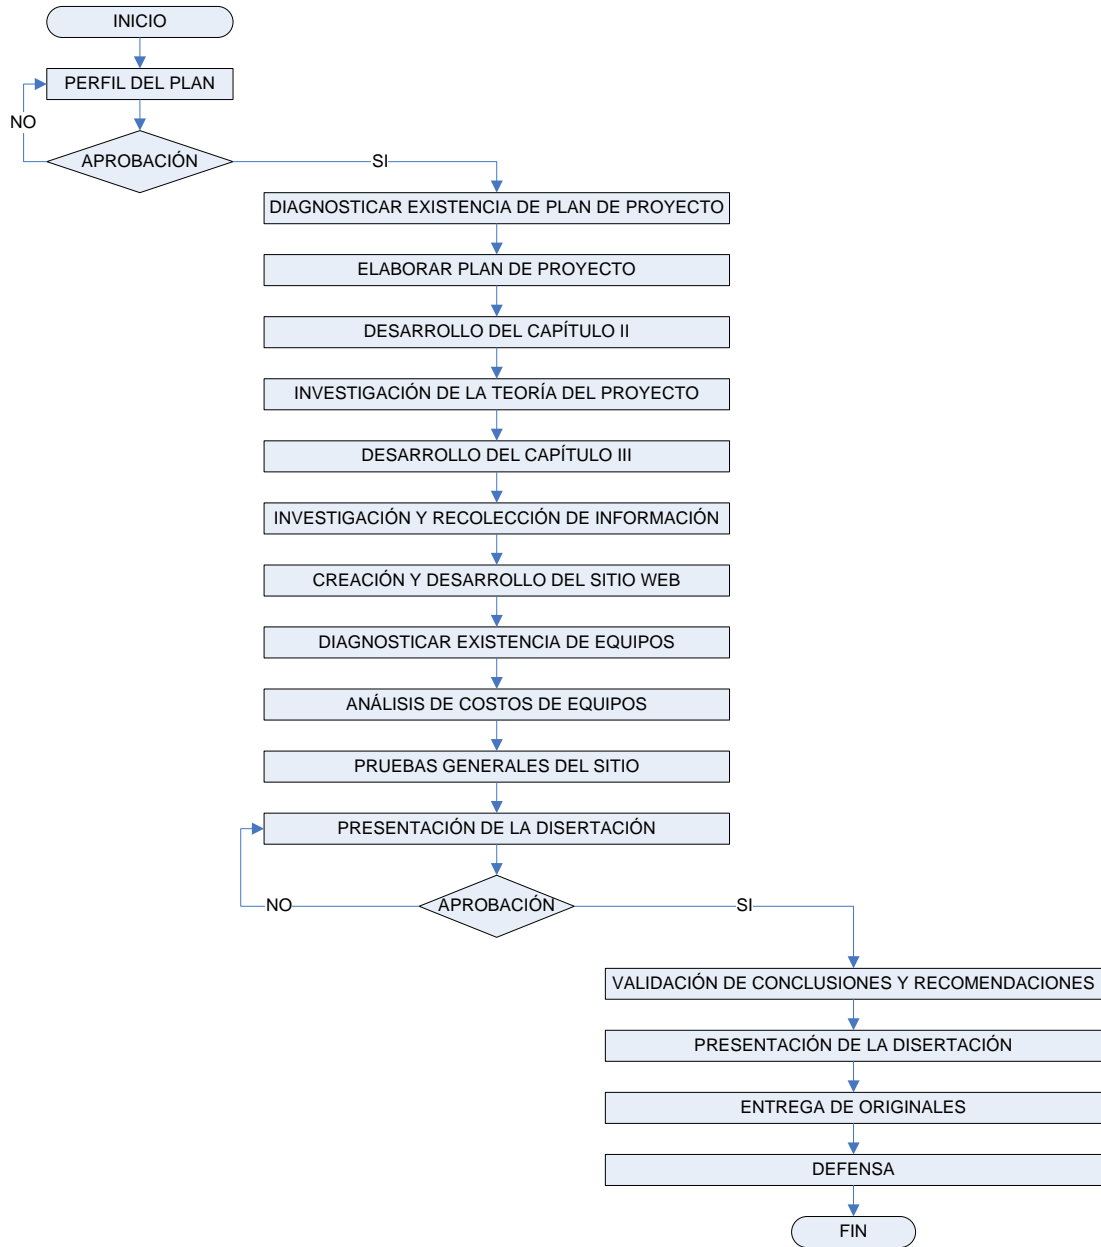 INICIO
PERFIL DEL PLAN
NO
APROBACIÓN
SI
DIAGNOSTICAR EXISTENCIA DE PLAN DE PROYECTO
ELABORAR PLAN DE PROYECTO
DESARROLLO DEL CAPÍTULO II
INVESTIGACIÓN DE LA TEORÍA DEL PROYECTO
DESARROLLO DEL CAPÍTULO III
INVESTIGACIÓN Y RECOLECCIÓN DE INFORMACIÓN
CREACIÓN Y DESARROLLO DEL SITIO WEB
DIAGNOSTICAR EXISTENCIA DE EQUIPOS
ANÁLISIS DE COSTOS DE EQUIPOS
PRUEBAS GENERALES DEL SITIO
PRESENTACIÓN DE LA DISERTACIÓN
NO
APROBACIÓN
SI
VALIDACIÓN DE CONCLUSIONES Y RECOMENDACIONES
PRESENTACIÓN DE LA DISERTACIÓN
ENTREGA DE ORIGINALES
DEFENSA
FIN